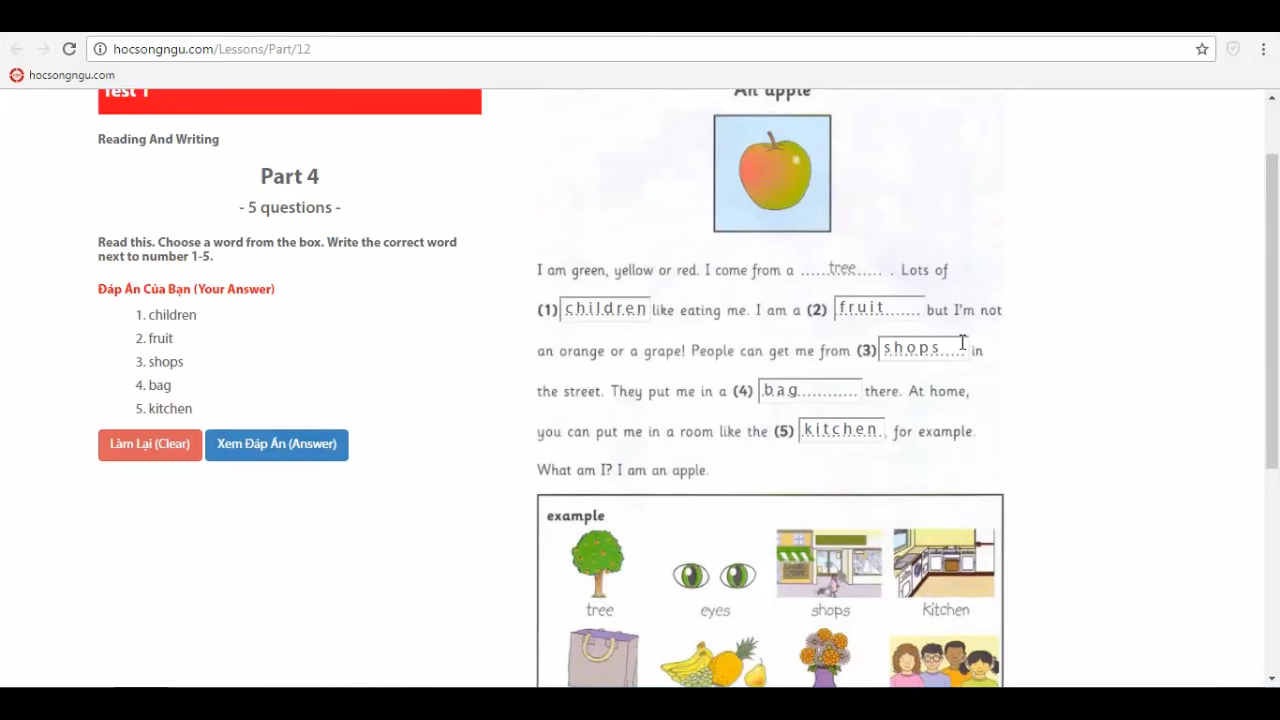 hocsongngu.com/Lessons/Part/12
hocsongngu.com
Test 1
An apple
Reading And Writing
Part 4
- 5 questions -
Read this. Choose a word from the box. Write the correct word
next to number 1-5.
Đáp Án Của Bạn (Your Answer)
1. children
2. fruit
3. shops
4. bag
5. kitchen
Làm Lại (Clear) Xem Đáp Án (Answer)
I am green, yellow or red. I come from a ......tree...... . Lots of
(1) children like eating me. I am a (2) fruit....... but I'm not
an orange or a grape! People can get me from (3) shops in
the street. They put me in a (4) bag............ there. At home,
you can put me in a room like the (5) kitchen., for example.
What am I? I am an apple.
example
tree eyes shops kitchen